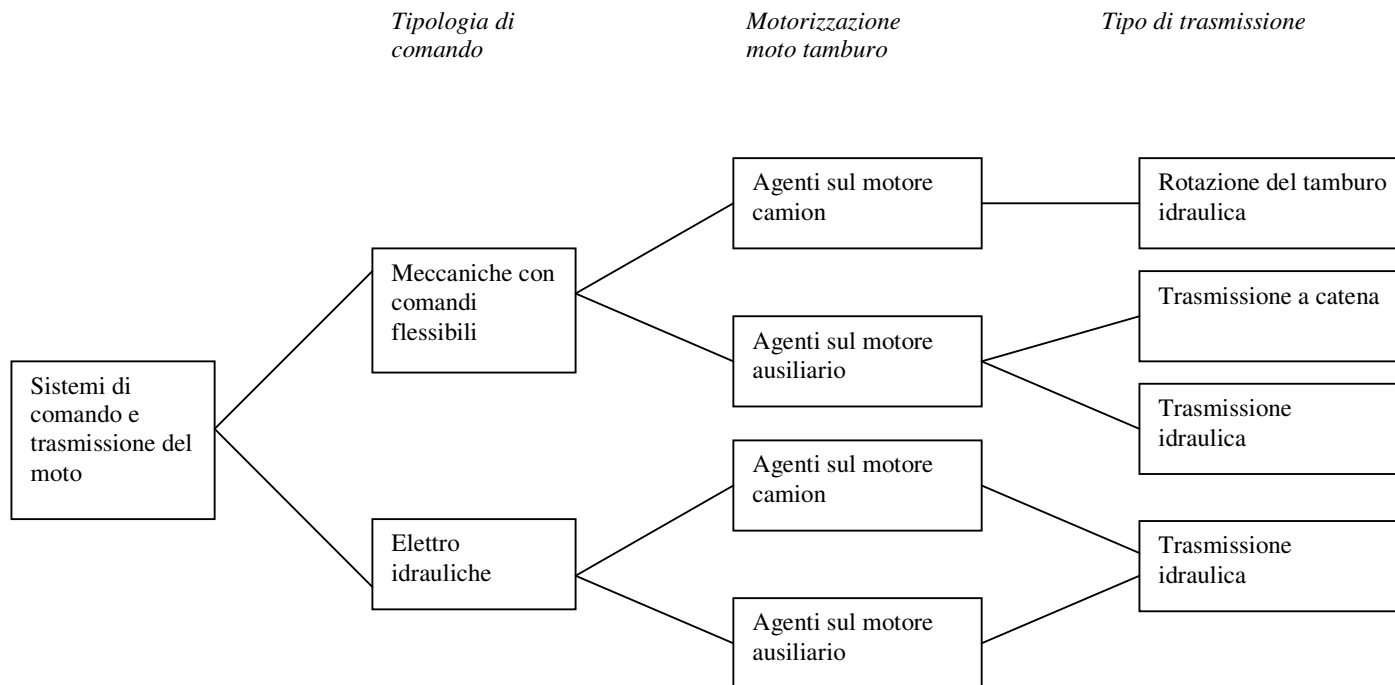 Tipologia di
comando
Motorizzazione
moto tamburo
Tipo di trasmissione
Agenti sul motore
camion
Rotazione del tamburo
idraulica
Meccaniche con
comandi
flessibili
Trasmissione a catena
Agenti sul motore
ausiliario
Sistemi di
comando e
trasmissione del
moto
Trasmissione
idraulica
Agenti sul motore
camion
Elettro
idrauliche
Trasmissione
idraulica
Agenti sul motore
ausiliario